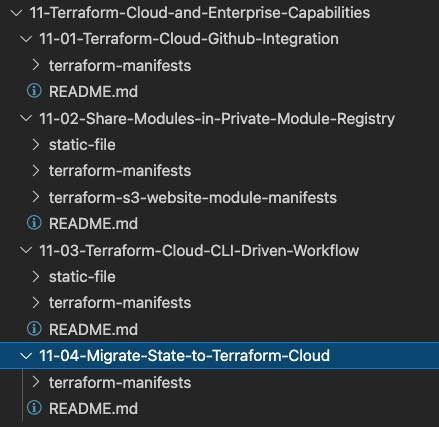 11-Terraform-Cloud-and-Enterprise-Capabilities
11-01-Terraform-Cloud-Github-Integration
terraform-manifests
README.md
11-02-Share-Modules-in-Private-Module-Registry
static-file
terraform-manifests
terraform-s3-website-module-manifests
README.md
11-03-Terraform-Cloud-CLI-Driven-Workflow
static-file
terraform-manifests
README.md
11-04-Migrate-State-to-Terraform-Cloud
terraform-manifests
README.md